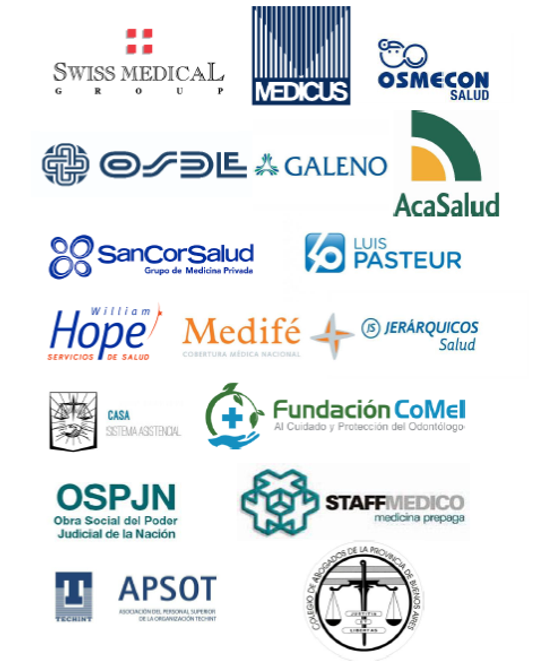 SWISS MEDICAL
GROUP
MEDICUS
OSMECON
SALUD
OSDE
GALENO
AcaSalud
SanCorSalud
Grupo de Medicina Privada
LUIS
PASTEUR
William
Hope
SERVICIOS DE SALUD
Medifé
COBERTURA MÉDICA NACIONAL
JS JERÁRQUICOS
Salud
CASA
SISTEMA ASISTENCIAL
Fundación CoMeI
Al Cuidado y Protección del Odontólogo
OSPJN
Obra Social del Poder
Judicial de la Nación
STAFFMEDICO
medicina prepaga
T
TECHINT
APSOT
ASOCIACIÓN DEL PERSONAL SUPERIOR
DE LA ORGANIZACIÓN TECHINT
COLEGIO DE ABOGADOS DE LA PROVINCIA DE BUENOS AIRES
JUSTITIA
LIBERTAS